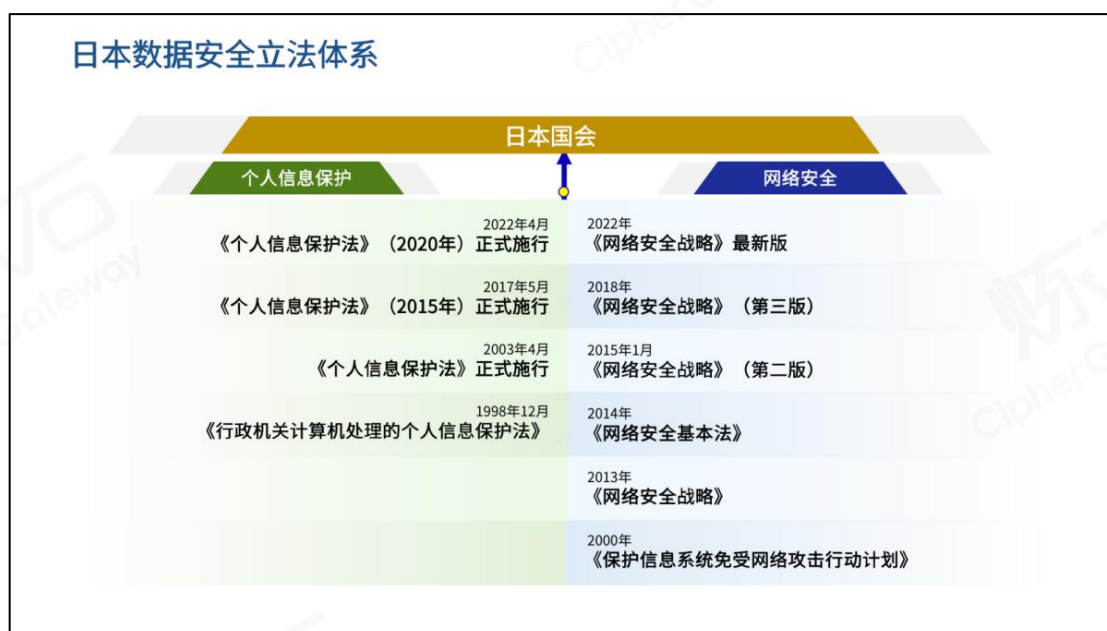 日本数据安全立法体系
日本国会
个人信息保护
2022年4月
《个人信息保护法》（2020年）正式施行
2017年5月
《个人信息保护法》（2015年）正式施行
2003年4月
《个人信息保护法》正式施行
1998年12月
《行政机关计算机处理的个人信息保护法》
网络安全
2022年
《网络安全战略》最新版
2018年
《网络安全战略》（第三版）
2015年1月
《网络安全战略》（第二版）
2014年
《网络安全基本法》
2013年
《网络安全战略》
2000年
《保护信息系统免受网络攻击行动计划》